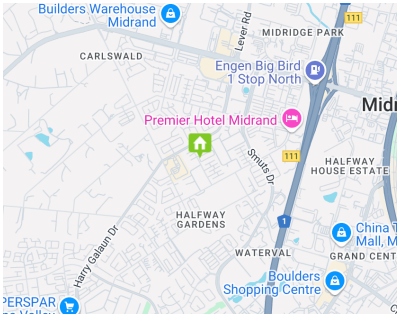 Builders Warehouse
Midrand
Lever Rd
111
MIDRIDGE PARK
CARLSWALD
Engen Big Bird
1 Stop North
Midr
Premier Hotel Midrand
Smuts Dr
111
HALFWAY
HOUSE ESTATE
HALFWAY
GARDENS
1
Harry Galaun Dr
China T
Mall, M
WATERVAL
GRAND CENT
Boulders
Shopping Centre
PERSPAR
Valley